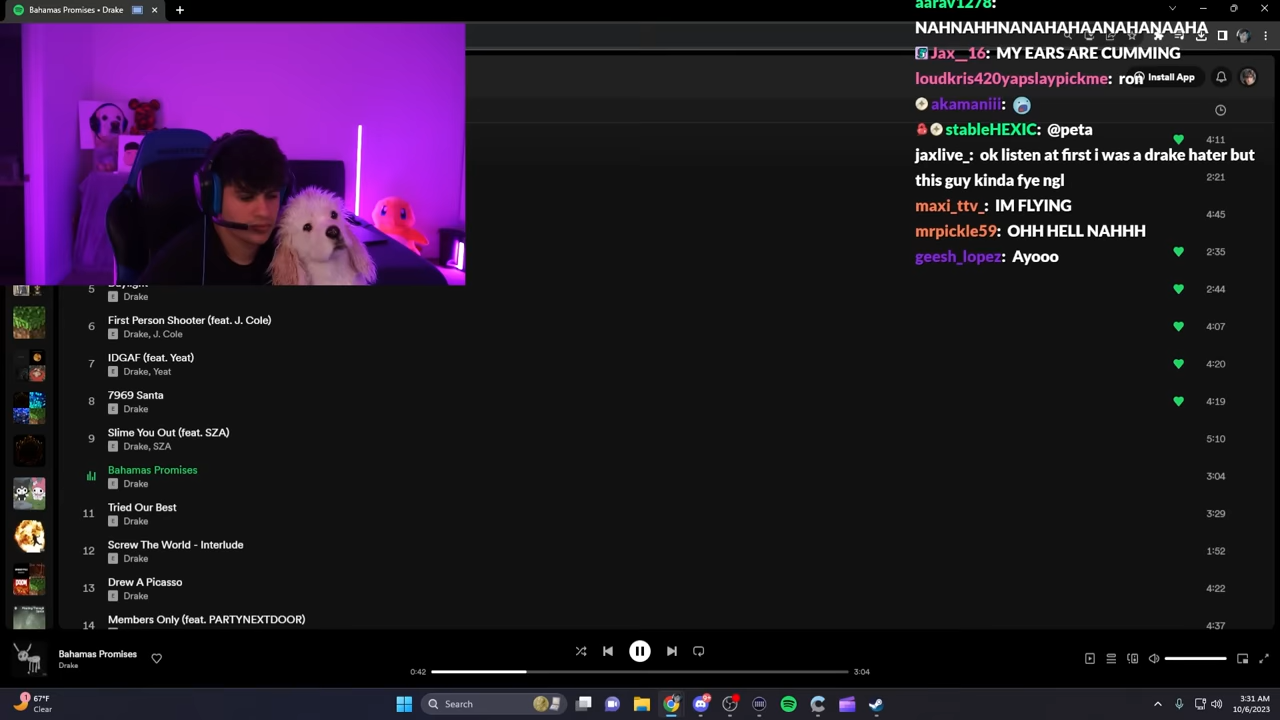 Bahamas Promises • Drake
aarav1278:
NAHNAHHNANAHAHAANAHANAAHA
Jax__16: MY EARS ARE CUMMING
loudkris420yapslaypickme: ron
Install App
akamaniii:
stableHEXIC: @peta
4:11
jaxlive_: ok listen at first i was a drake hater but
this guy kinda fye ngl
2:21
maxi_ttv_: IM FLYING
4:45
mrpickle59: OHH HELL NAHHH
geesh_lopez: Ayooo
2:35
5
Drake
2:44
6
First Person Shooter (feat. J. Cole)
Drake, J. Cole
4:07
7
IDGAF (feat. Yeat)
Drake, Yeat
4:20
8
7969 Santa
Drake
4:19
9
Slime You Out (feat. SZA)
Drake, SZA
5:10
Bahamas Promises
Drake
3:04
11
Tried Our Best
Drake
3:29
12
Screw The World - Interlude
Drake
1:52
13
Drew A Picasso
Drake
4:22
14
Members Only (feat. PARTYNEXTDOOR)
4:37
Bahamas Promises
Drake
0:42
3:04
1
67°F
Clear
Search
3:31 AM
10/6/2023